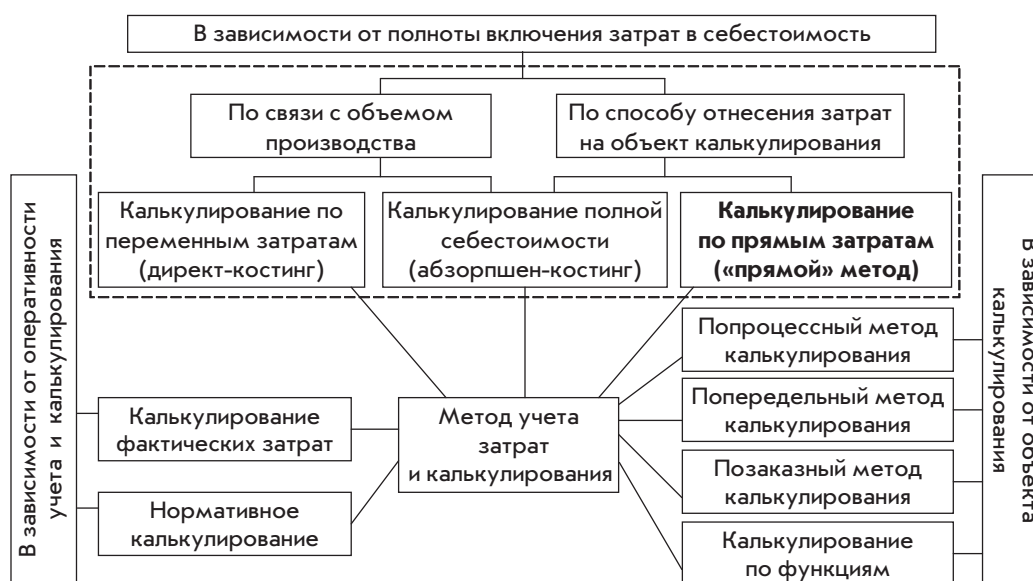 В зависимости от полноты включения затрат в себестоимость
По связи с объемом
производства
По способу отнесения затрат
на объект калькулирования
Калькулирование по
переменным затратам
(директ-костинг)
Калькулирование полной
себестоимости
(абзорпшен-костинг)
Калькулирование
по прямым затратам
(«прямой» метод)
В зависимости от оперативности
учета и калькулирования
Калькулирование
фактических затрат
Нормативное
калькулирование
Метод учета
затрат
и калькулирования
Попроцессный метод
калькулирования
Попередельный метод
калькулирования
Позаказный метод
калькулирования
Калькулирование
по функциям
В зависимости от объекта
калькулирования